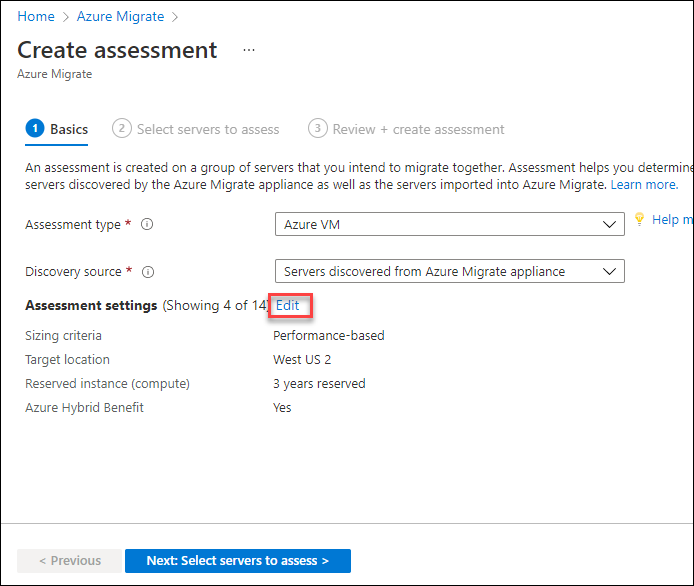 Home > Azure Migrate >
Create assessment ...
Azure Migrate
1 Basics 2 Select servers to assess 3 Review + create assessment
An assessment is created on a group of servers that you intend to migrate together. Assessment helps you determine
servers discovered by the Azure Migrate appliance as well as the servers imported into Azure Migrate. Learn more.
Assessment type * Azure VM Help m
Discovery source * Servers discovered from Azure Migrate appliance
Assessment settings (Showing 4 of 14) Edit
Sizing criteria Performance-based
Target location West US 2
Reserved instance (compute) 3 years reserved
Azure Hybrid Benefit Yes
< Previous Next: Select servers to assess >